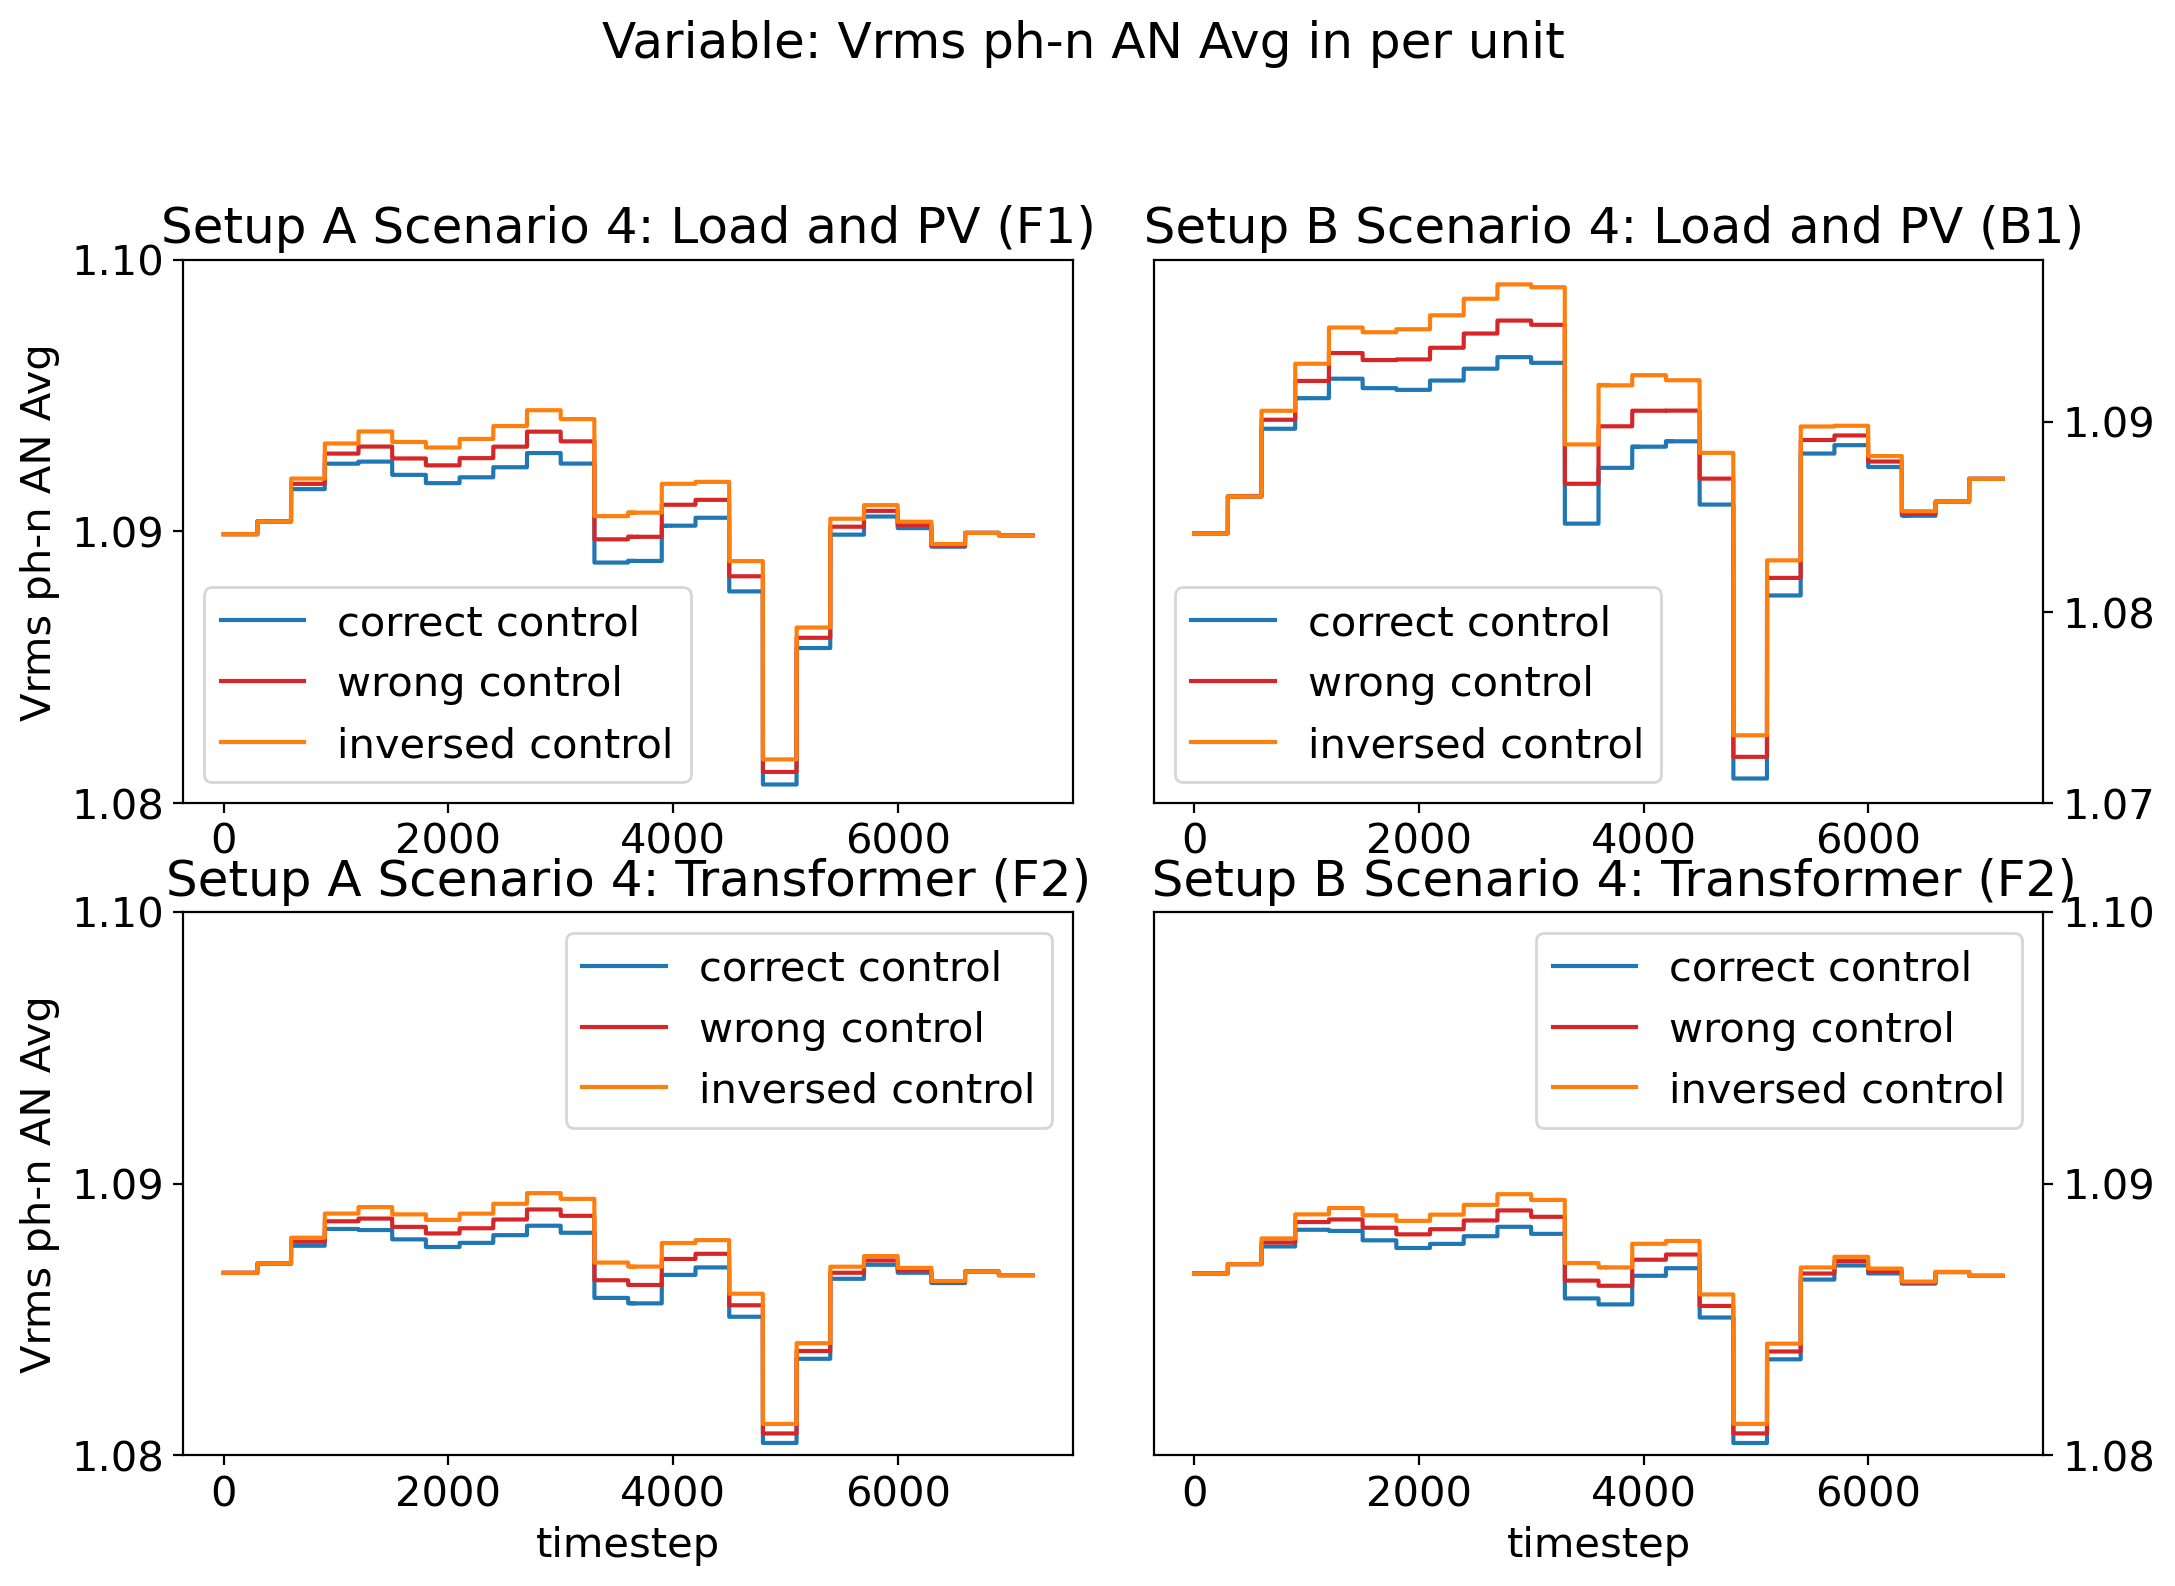 Variable: Vrms ph-n AN Avg in per unit
Setup A Scenario 4: Load and PV (F1)
Vrms ph-n AN Avg
1.10
1.09
1.08
correct control
wrong control
inversed control
0 2000 4000 6000
Setup B Scenario 4: Load and PV (B1)
1.09
1.08
1.07
correct control
wrong control
inversed control
0 2000 4000 6000
Setup A Scenario 4: Transformer (F2)
Vrms ph-n AN Avg
1.10
1.09
1.08
correct control
wrong control
inversed control
0 2000 4000 6000
timestep
Setup B Scenario 4: Transformer (F2)
1.10
1.09
1.08
correct control
wrong control
inversed control
0 2000 4000 6000
timestep